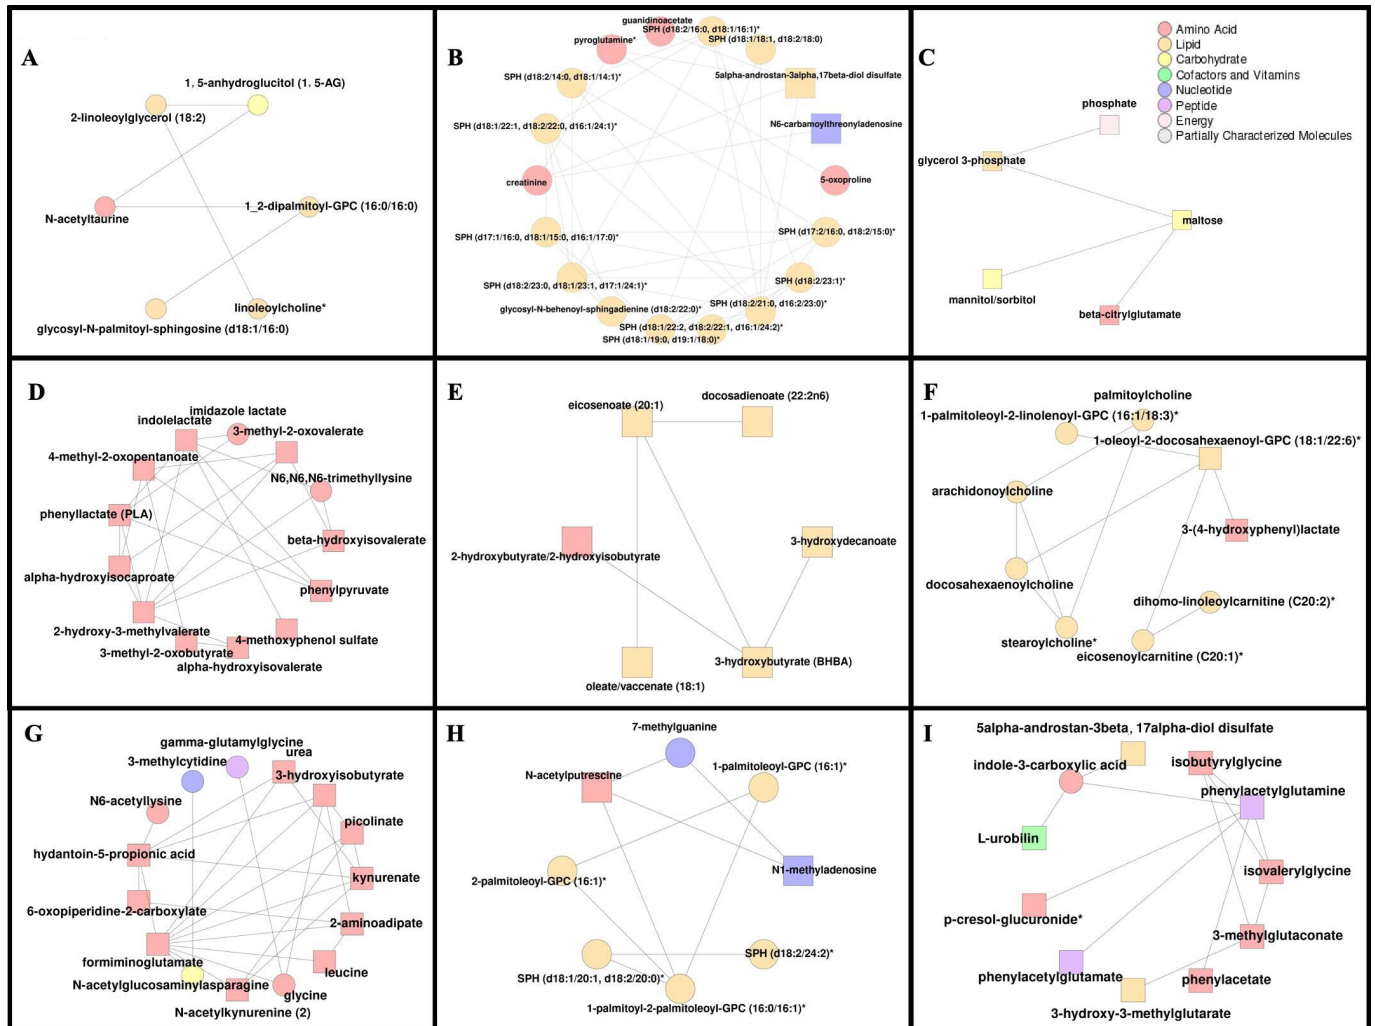 A
1, 5-anhydroglucitol (1, 5-AG)
2-linoleoylglycerol (18:2)
N-acetyltaurine
1_2-dipalmitoyl-GPC (16:0/16:0)
linoleoylcholine*
glycosyl-N-palmitoyl-sphingosine (d18:1/16:0)
B
guanidinoacetate
SPH (d18:2/16:0, d18:1/16:1)*
pyroglutamine*
SPH (d18:1/18:1, d18:2/18:0)
SPH (d18:2/14:0, d18:1/14:1)*
5alpha-androstan-3alpha,17beta-diol disulfate
SPH (d18:1/22:1, d18:2/22:0, d16:1/24:1)*
N6-carbamoylthreonyladenosine
creatinine
5-oxoproline
SPH (d17:1/16:0, d18:1/15:0, d16:1/17:0)*
SPH (d17:2/16:0, d18:2/15:0)*
SPH (d18:2/23:0, d18:1/23:1, d17:1/24:1)*
SPH (d18:2/23:1)*
glycosyl-N-behenoyl-sphingadienine (d18:2/22:0)*
SPH (d18:2/21:0, d16:2/23:0)*
SPH (d18:1/22:2, d18:2/22:1, d16:1/24:2)*
SPH (d18:1/19:0, d19:1/18:0)*
C
Amino Acid
Lipid
Carbohydrate
Cofactors and Vitamins
Nucleotide
Peptide
Energy
Partially Characterized Molecules
phosphate
glycerol 3-phosphate
maltose
mannitol/sorbitol
beta-citrylglutamate
D
imidazole lactate
indolelactate
3-methyl-2-oxovalerate
4-methyl-2-oxopentanoate
N6,N6,N6-trimethyllysine
phenyllactate (PLA)
beta-hydroxyisovalerate
alpha-hydroxyisocaproate
phenylpyruvate
2-hydroxy-3-methylvalerate
4-methoxyphenol sulfate
3-methyl-2-oxobutyrate
alpha-hydroxyisovalerate
E
eicosenoate (20:1)
docosadienoate (22:2n6)
2-hydroxybutyrate/2-hydroxyisobutyrate
3-hydroxydecanoate
3-hydroxybutyrate (BHBA)
oleate/vaccenate (18:1)
F
palmitoylcholine
1-palmitoleoyl-2-linolenoyl-GPC (16:1/18:3)*
1-oleoyl-2-docosahexaenoyl-GPC (18:1/22:6)*
arachidonoylcholine
3-(4-hydroxyphenyl)lactate
docosahexaenoylcholine
dihomo-linoleoylcarnitine (C20:2)*
stearoylcholine*
eicosenoylcarnitine (C20:1)*
G
gamma-glutamylglycine
urea
3-methylcytidine
3-hydroxyisobutyrate
N6-acetyllysine
picolinate
hydantoin-5-propionic acid
kynurenate
6-oxopiperidine-2-carboxylate
2-aminoadipate
formiminoglutamate
leucine
N-acetylglucosaminylasparagine
glycine
N-acetylkynurenine (2)
H
7-methylguanine
N-acetylputrescine
1-palmitoleoyl-GPC (16:1)*
2-palmitoleoyl-GPC (16:1)*
N1-methyladenosine
SPH (d18:2/24:2)*
SPH (d18:1/20:1, d18:2/20:0)*
1-palmitoyl-2-palmitoleoyl-GPC (16:0/16:1)*
I
5alpha-androstan-3beta, 17alpha-diol disulfate
indole-3-carboxylic acid
isobutyrylglycine
phenylacetylglutamine
L-urobilin
isovalerylglycine
p-cresol-glucuronide*
3-methylglutaconate
phenylacetylglutamate
phenylacetate
3-hydroxy-3-methylglutarate